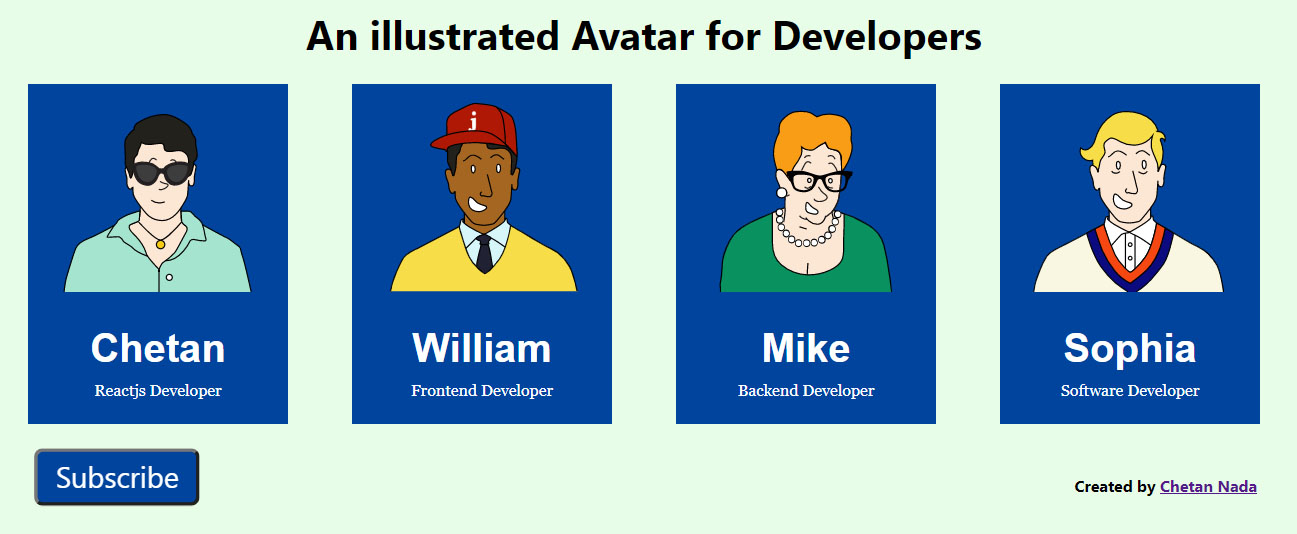 An illustrated Avatar for Developers
j
Chetan
Reactjs Developer
William
Frontend Developer
Mike
Backend Developer
Sophia
Software Developer
Subscribe
Created by Chetan Nada